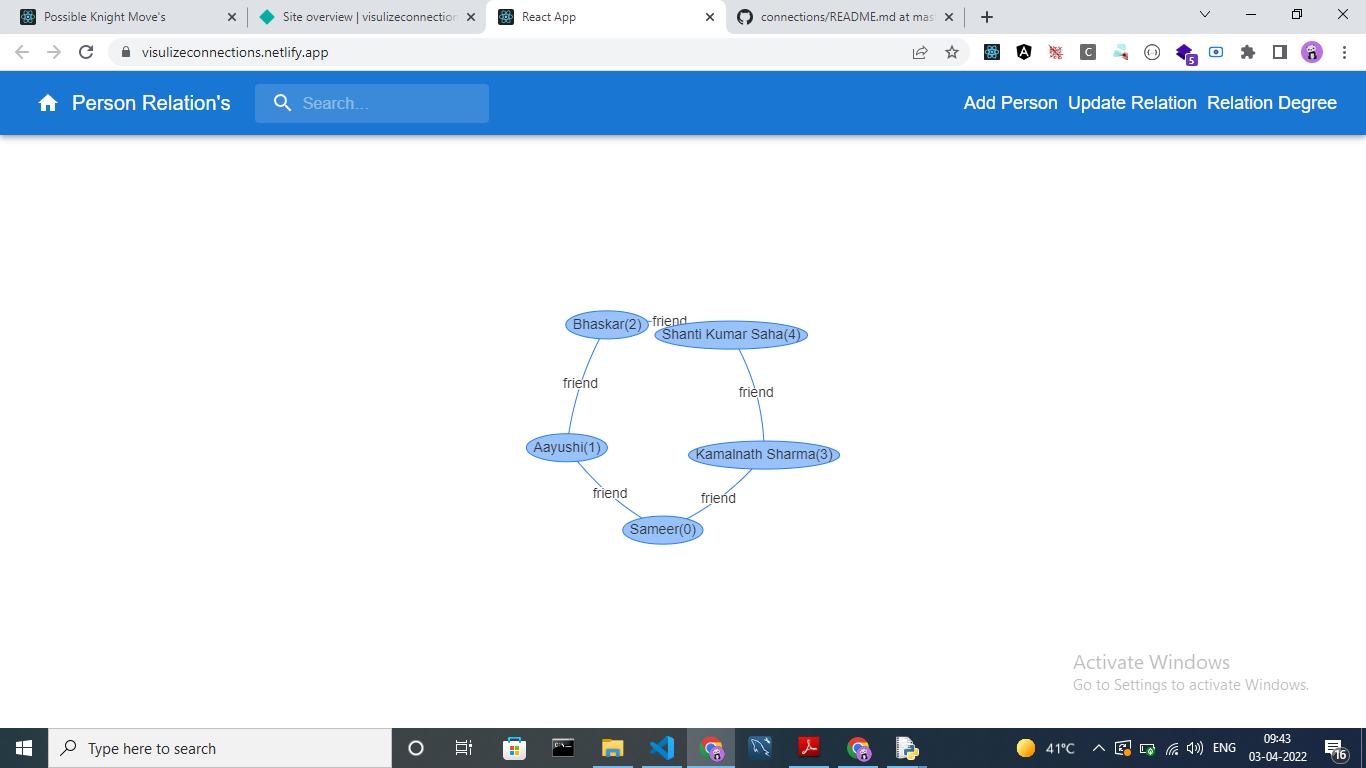 Possible Knight Move's
Site overview | visulizeconnection
React App
connections/README.md at mas
visulizeconnections.netlify.app
5
Person Relation's
Search...
Add Person Update Relation Relation Degree
Bhaskar(2)
friend
Shanti Kumar Saha(4)
friend
friend
Aayushi(1)
Kamalnath Sharma(3)
friend
friend
Sameer(0)
Activate Windows
Go to Settings to activate Windows.
Type here to search
41°C
ENG
09:43
03-04-2022
16